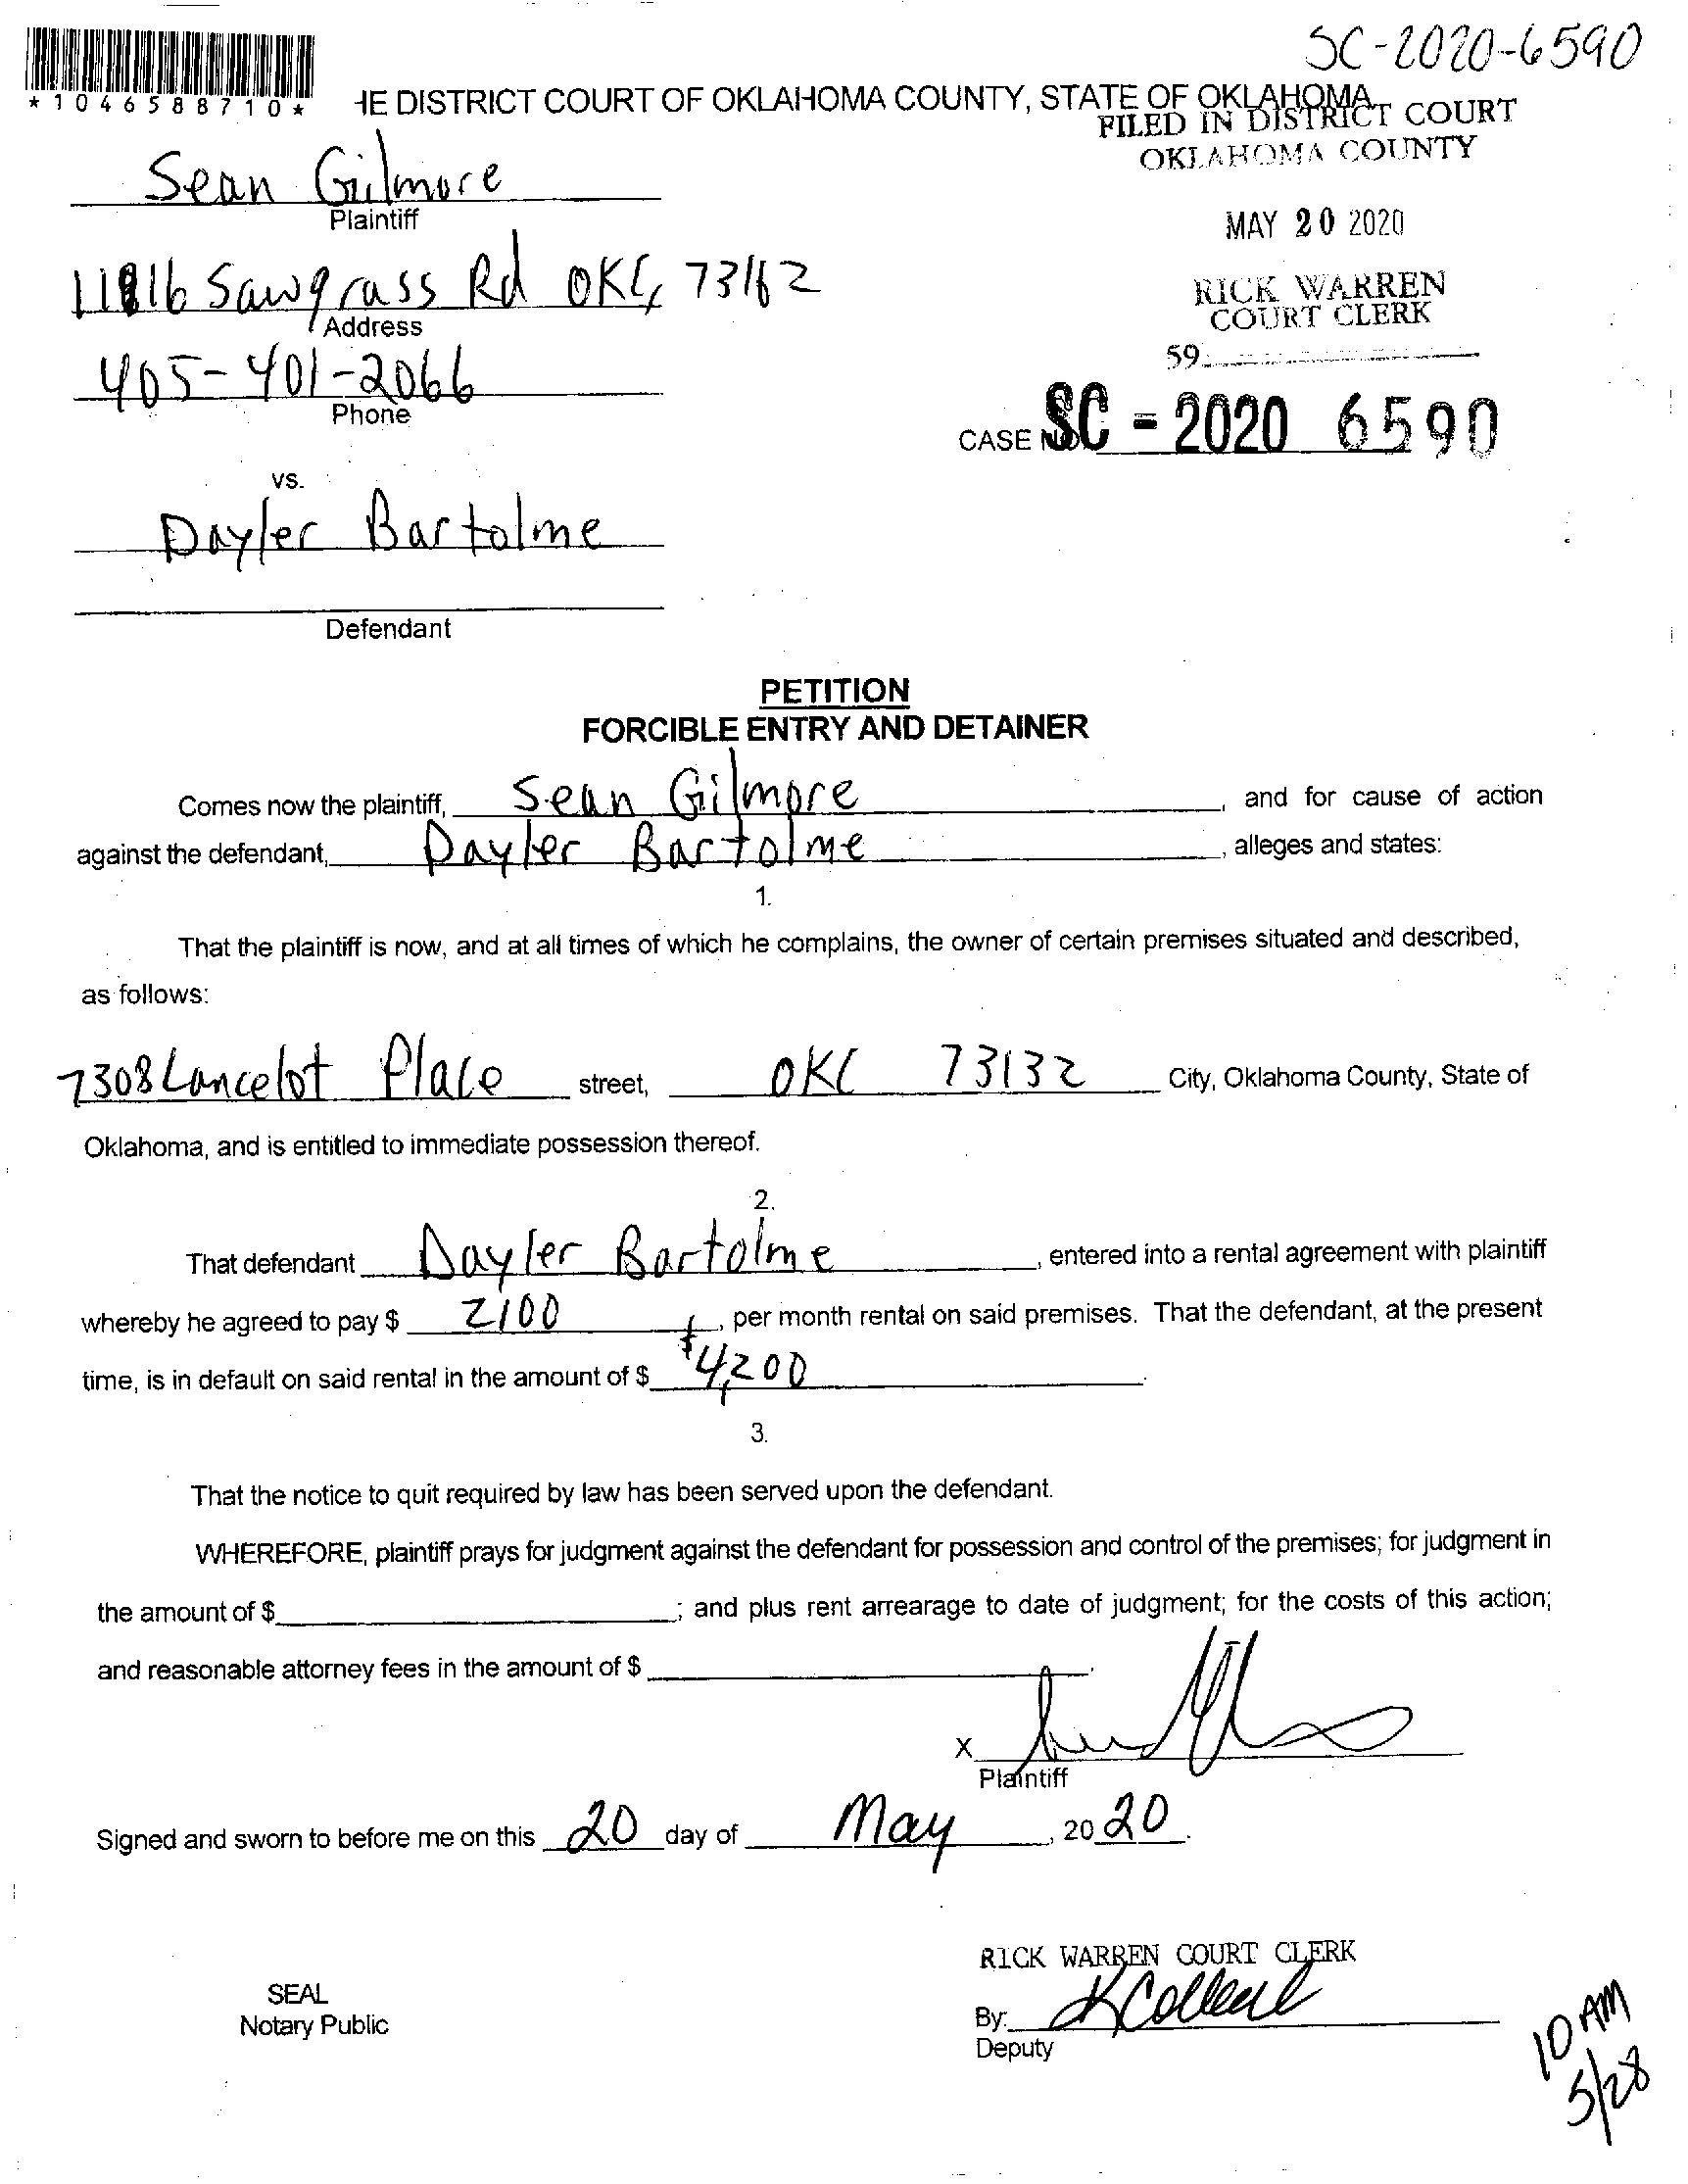 SC-2020-6590
*1046588710*
HE DISTRICT COURT OF OKLAHOMA COUNTY, STATE OF OKLAHOMA
FILED IN DISTRICT COURT
OKLAHOMA COUNTY
Sean Gilmore
Plaintiff
MAY 20 2020
11816 Sawgrass Rd OKC, 73162
Address
RICK WARREN
COURT CLERK
59
405-401-2066
Phone
CASE NO. SC - 2020 6590
vs.
Dayler Bartolme
Defendant
PETITION
FORCIBLE ENTRY AND DETAINER
Comes now the plaintiff, Sean Gilmore, and for cause of action
against the defendant, Dayler Bartolme, alleges and states:
1.
That the plaintiff is now, and at all times of which he complains, the owner of certain premises situated and described,
as follows:
7308 Lancelot Place street, OKC 73132 City, Oklahoma County, State of
Oklahoma, and is entitled to immediate possession thereof.
2.
That defendant Dayler Bartolme, entered into a rental agreement with plaintiff
whereby he agreed to pay $ 2100, per month rental on said premises. That the defendant, at the present
time, is in default on said rental in the amount of $ $4,200.
3.
That the notice to quit required by law has been served upon the defendant.
WHEREFORE, plaintiff prays for judgment against the defendant for possession and control of the premises; for judgment in
the amount of $ ; and plus rent arrearage to date of judgment; for the costs of this action;
and reasonable attorney fees in the amount of $ .
X
Plaintiff
Signed and sworn to before me on this 20 day of May, 2020.
RICK WARREN COURT CLERK
SEAL
Notary Public
By:
Deputy
10 AM
5/28